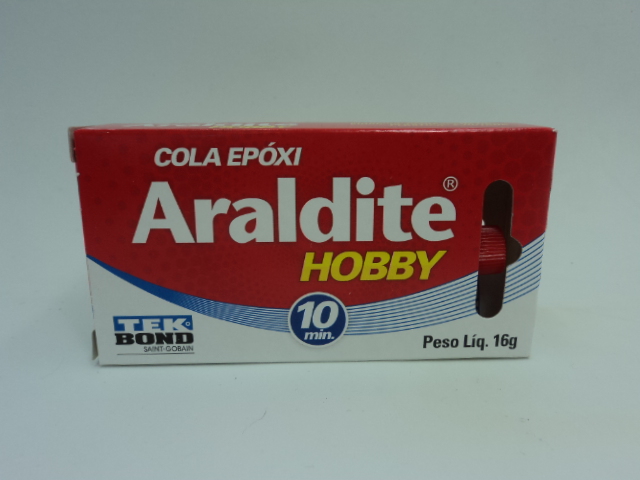 COLA EPÓXI
Araldite®
HOBBY
10
min.
TEK
BOND
SAINT-GOBAIN
Peso Líq. 16g